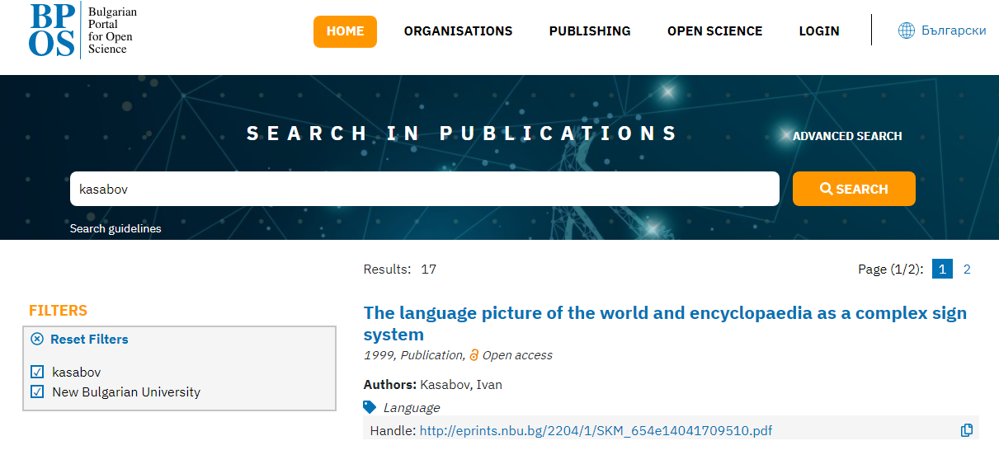 BP
OS
Bulgarian
Portal
for Open
Science
HOME
ORGANISATIONS
PUBLISHING
OPEN SCIENCE
LOGIN
Български
SEARCH IN PUBLICATIONS
ADVANCED SEARCH
kasabov
SEARCH
Search guidelines
Results: 17
Page (1/2): 1 2
FILTERS
Reset Filters
kasabov
New Bulgarian University
The language picture of the world and encyclopaedia as a complex sign
system
1999, Publication, Open access
Authors: Kasabov, Ivan
Language
Handle: http://eprints.nbu.bg/2204/1/SKM_654e14041709510.pdf